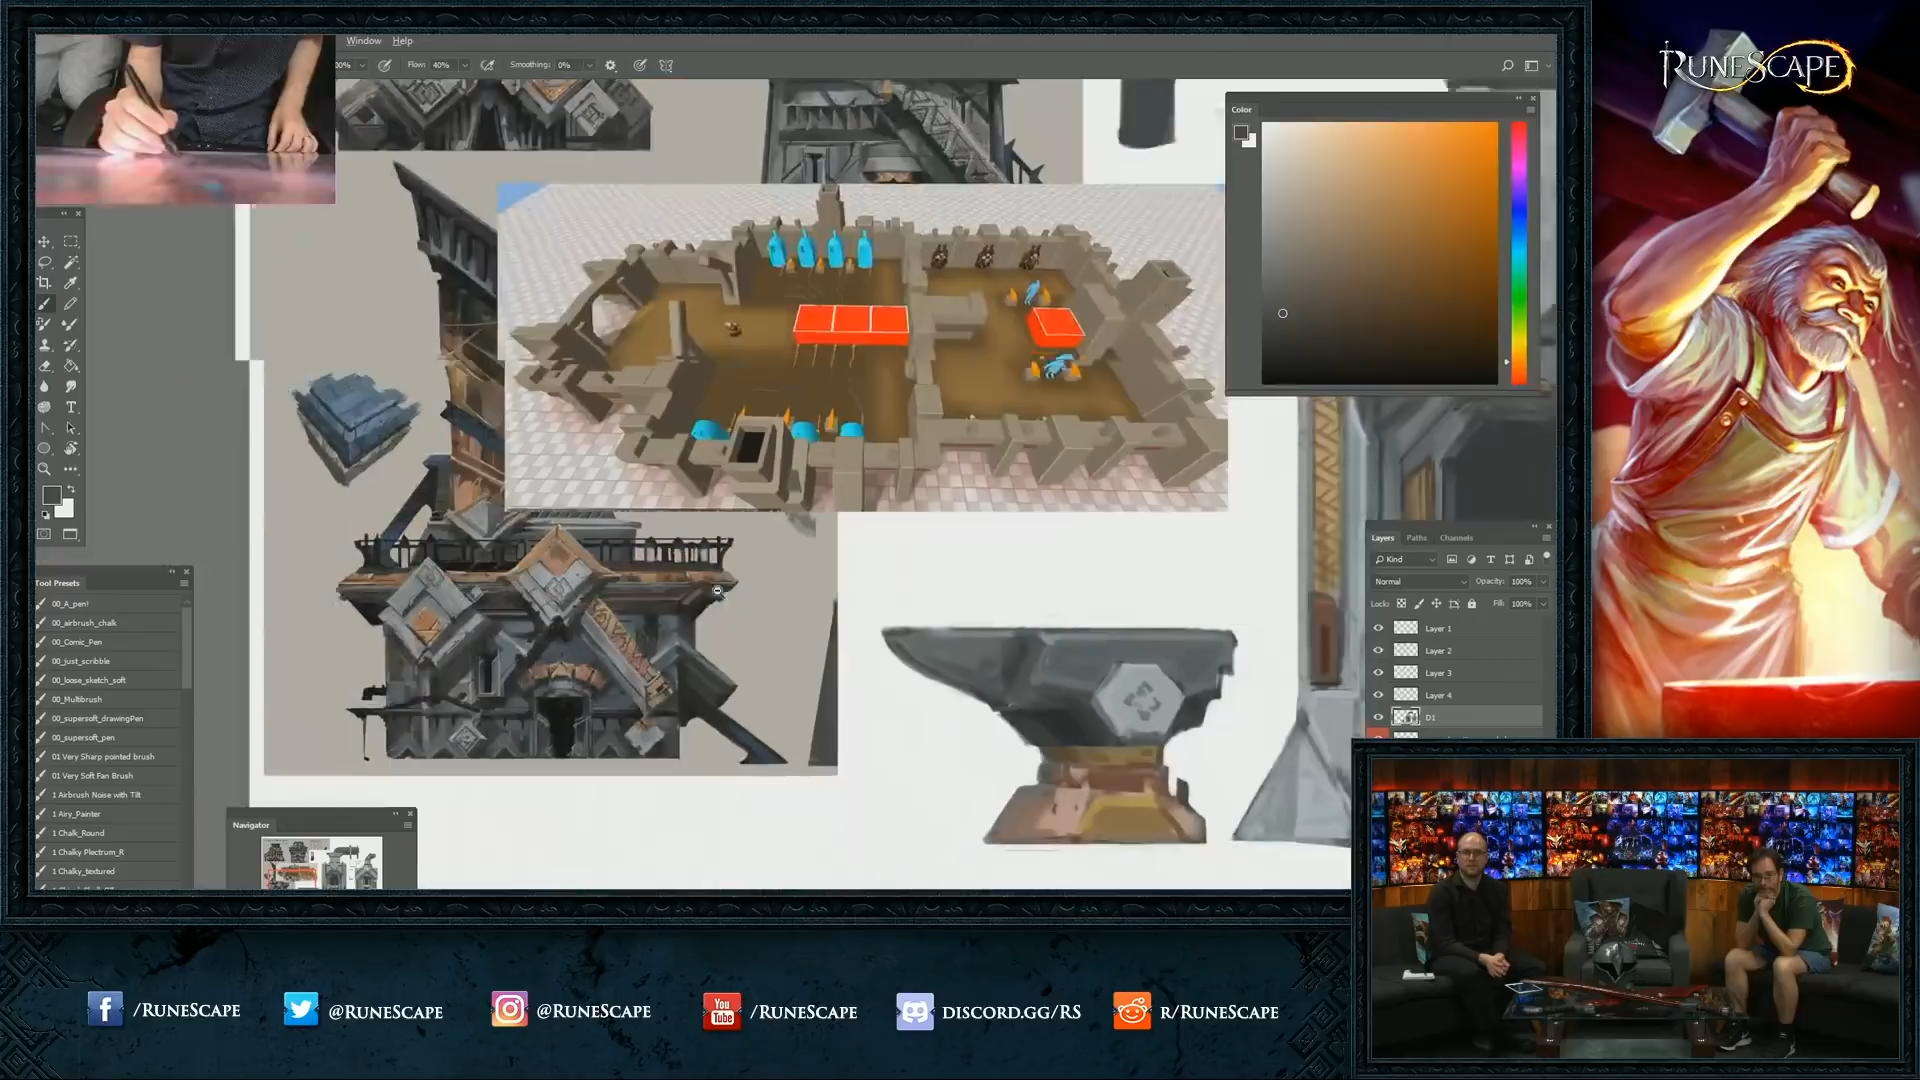 Window Help
00% Flow: 40% Smoothing: 0%
RUNESCAPE
Color
Tool Presets
00_A_pen!
00_airbrush_chalk
00_Comic_Pen
00_just_scribble
00_loose_sketch_soft
00_Multibrush
00_supersoft_drawingPen
00_supersoft_pen
01 Very Sharp pointed brush
01 Very Soft Fan Brush
1 Airbrush Noise with Tilt
1 Airy_Painter
1 Chalk_Round
1 Chalky Plectrum_R
1 Chalky_textured
Navigator
Layers Paths Channels
Kind
Normal Opacity: 100%
Lock: Fill: 100%
Layer 1
Layer 2
Layer 3
Layer 4
D1
/RUNESCAPE @RUNESCAPE @RUNESCAPE You Tube /RUNESCAPE DISCORD.GG/RS R/RUNESCAPE